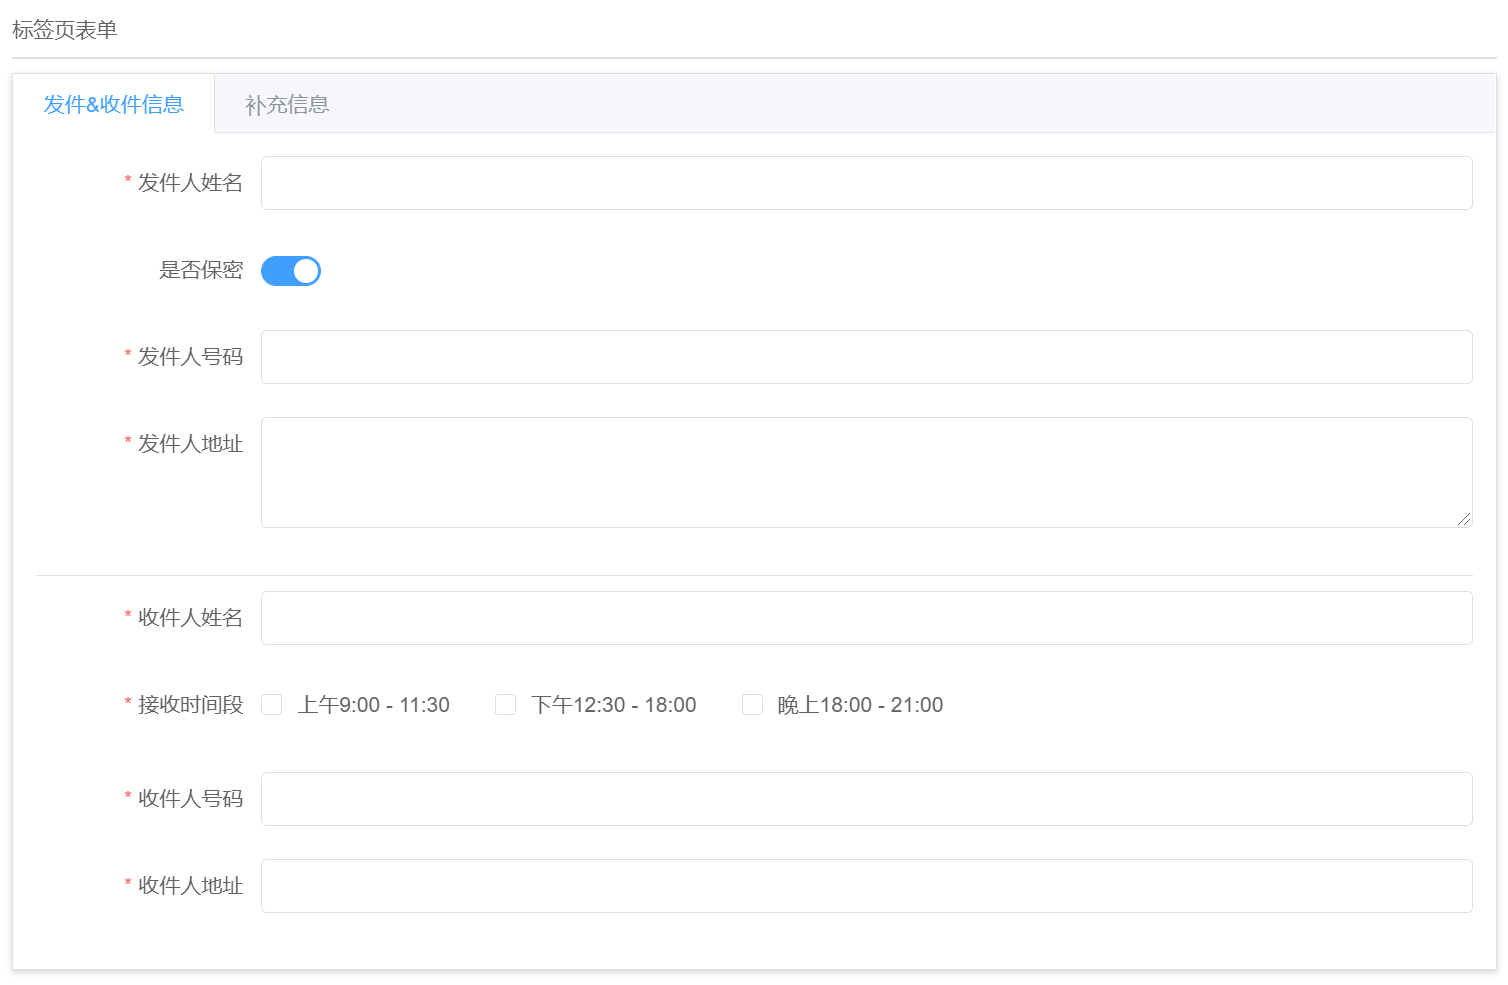 标签页表单
发件&收件信息 补充信息
* 发件人姓名
是否保密
* 发件人号码
* 发件人地址
* 收件人姓名
* 接收时间段 上午9:00 - 11:30 下午12:30 - 18:00 晚上18:00 - 21:00
* 收件人号码
* 收件人地址